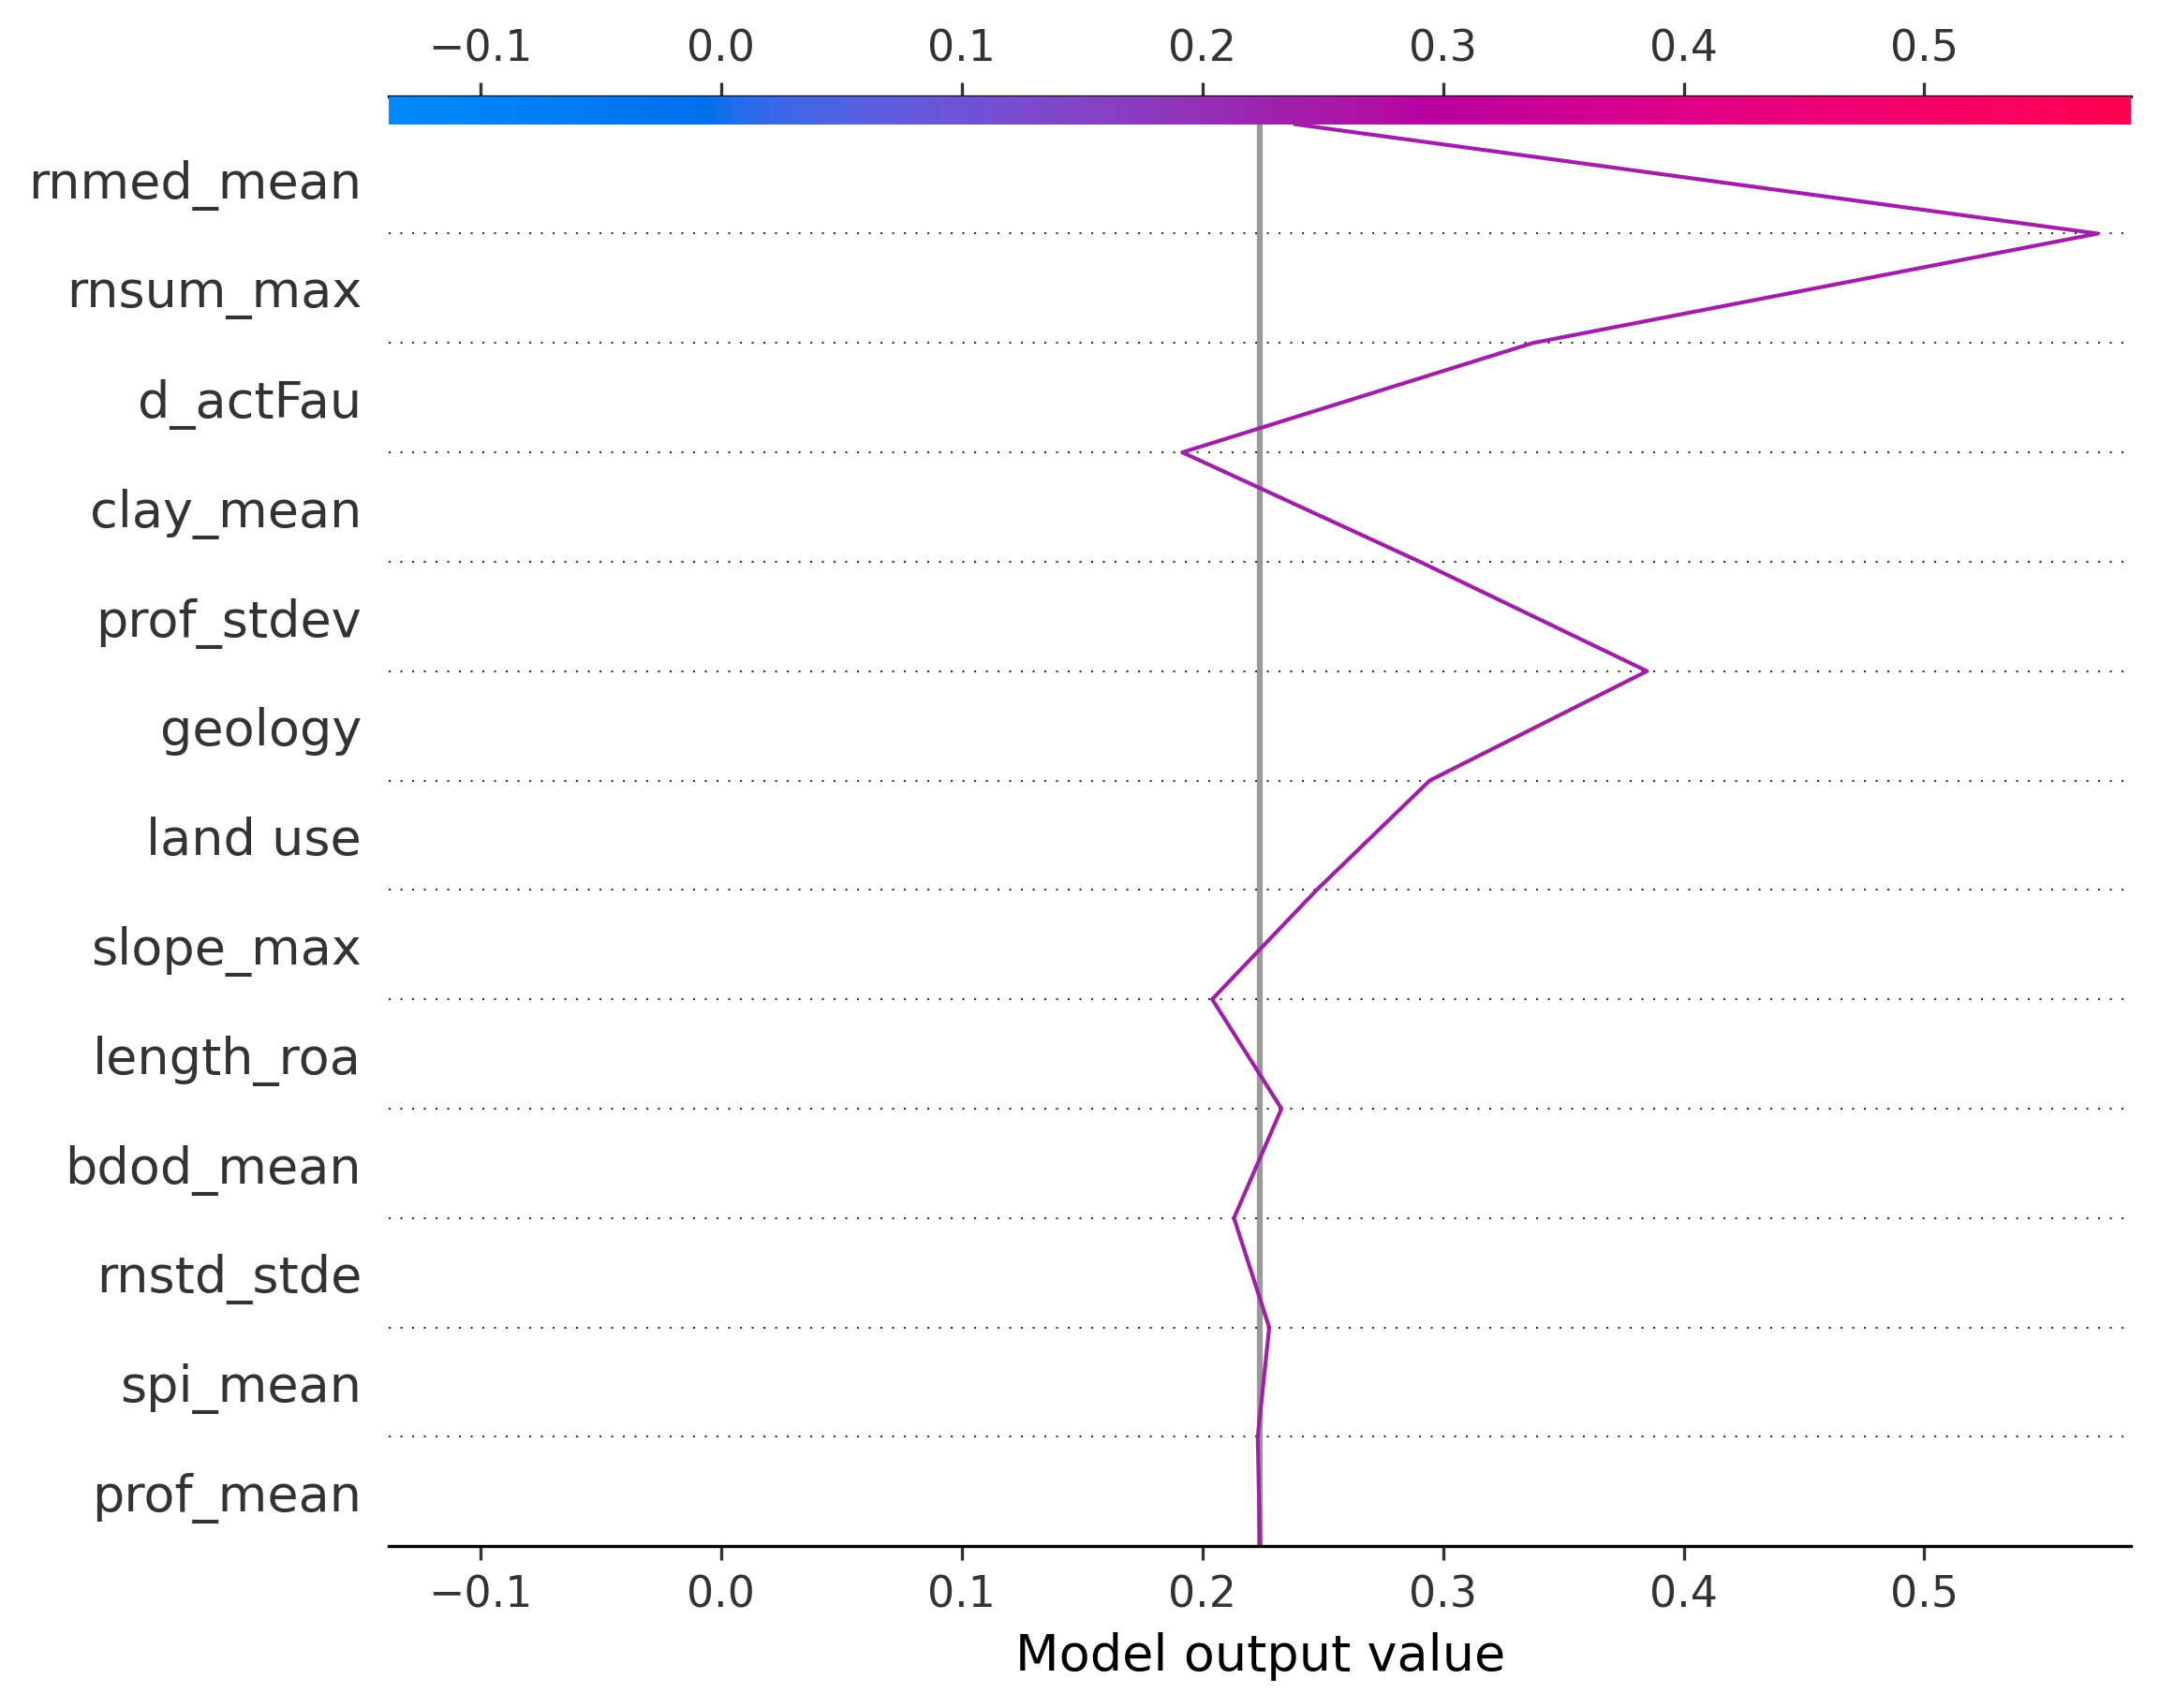 −0.1 0.0 0.1 0.2 0.3 0.4 0.5
rnmed_mean
rnsum_max
d_actFau
clay_mean
prof_stdev
geology
land use
slope_max
length_roa
bdod_mean
rnstd_stde
spi_mean
prof_mean
−0.1 0.0 0.1 0.2 0.3 0.4 0.5
Model output value